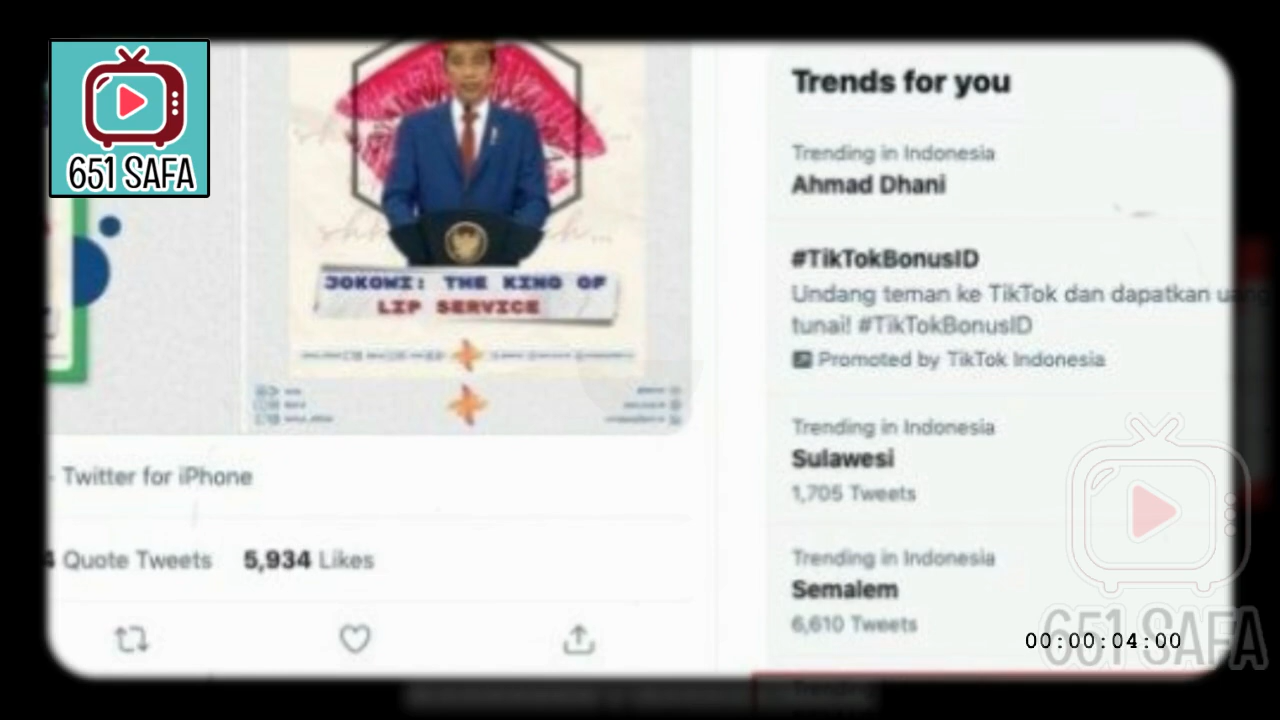 651 SAFA
JOKOWI: THE KING OF
LIP SERVICE
Twitter for iPhone
4 Quote Tweets 5,934 Likes
Trends for you
Trending in Indonesia
Ahmad Dhani
#TikTokBonusID
Undang teman ke TikTok dan dapatkan uang
tunai! #TikTokBonusID
Promoted by TikTok Indonesia
Trending in Indonesia
Sulawesi
1,705 Tweets
Trending in Indonesia
Semalem
6,610 Tweets
651 SAFA
00:00:04:00